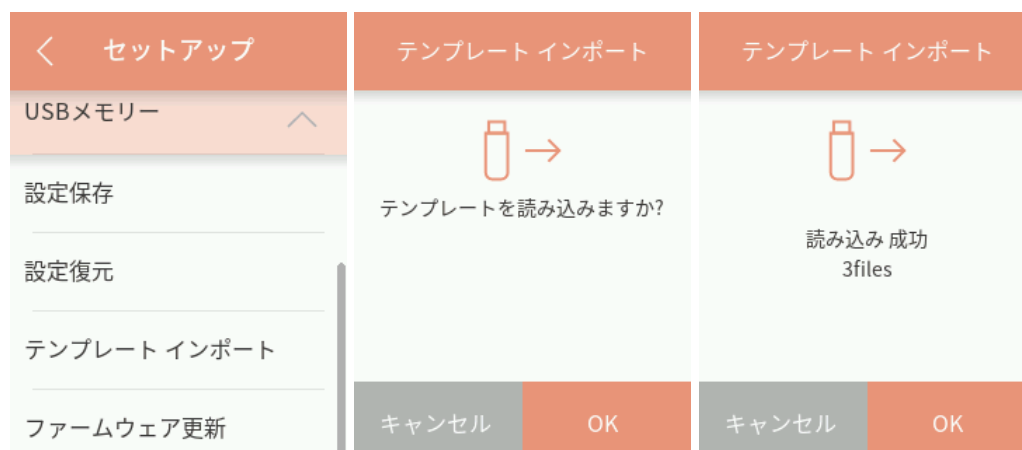 セットアップ
USBメモリー
設定保存
設定復元
テンプレート インポート
ファームウェア更新
テンプレート インポート
テンプレートを読み込みますか?
キャンセル
OK
テンプレート インポート
読み込み 成功
3files
キャンセル
OK